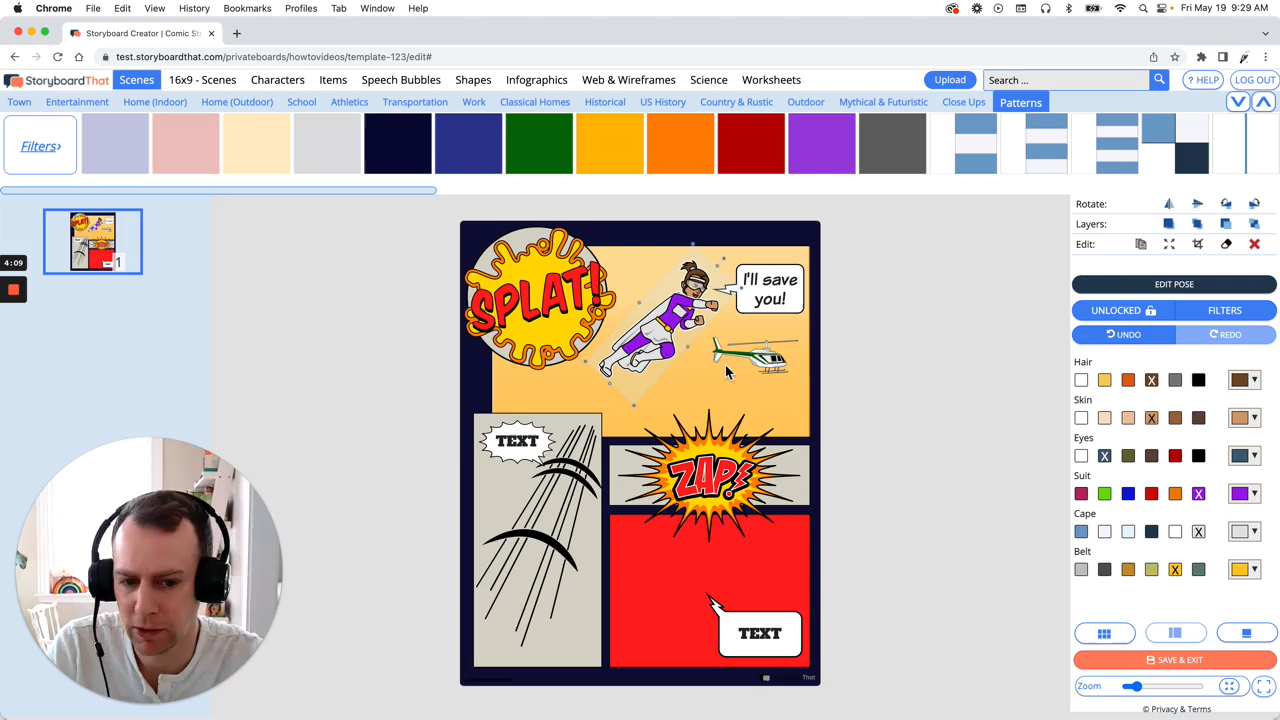 Chrome File Edit View History Bookmarks Profiles Tab Window Help Fri May 19 9:29 AM
Storyboard Creator | Comic St
test.storyboardthat.com/privateboards/howtovideos/template-123/edit#
StoryboardThat Scenes 16x9 - Scenes Characters Items Speech Bubbles Shapes Infographics Web & Wireframes Science Worksheets Upload Search ... ? HELP LOG OUT
Town Entertainment Home (Indoor) Home (Outdoor) School Athletics Transportation Work Classical Homes Historical US History Country & Rustic Outdoor Mythical & Futuristic Close Ups Patterns
Filters›
Rotate:
Layers:
Edit:
1
4:09
EDIT POSE
UNLOCKED FILTERS
UNDO REDO
SPLAT!
I'll save
you!
Hair
Skin
Eyes
Suit
Cape
Belt
TEXT
ZAP!
TEXT
That
SAVE & EXIT
Zoom
© Privacy & Terms